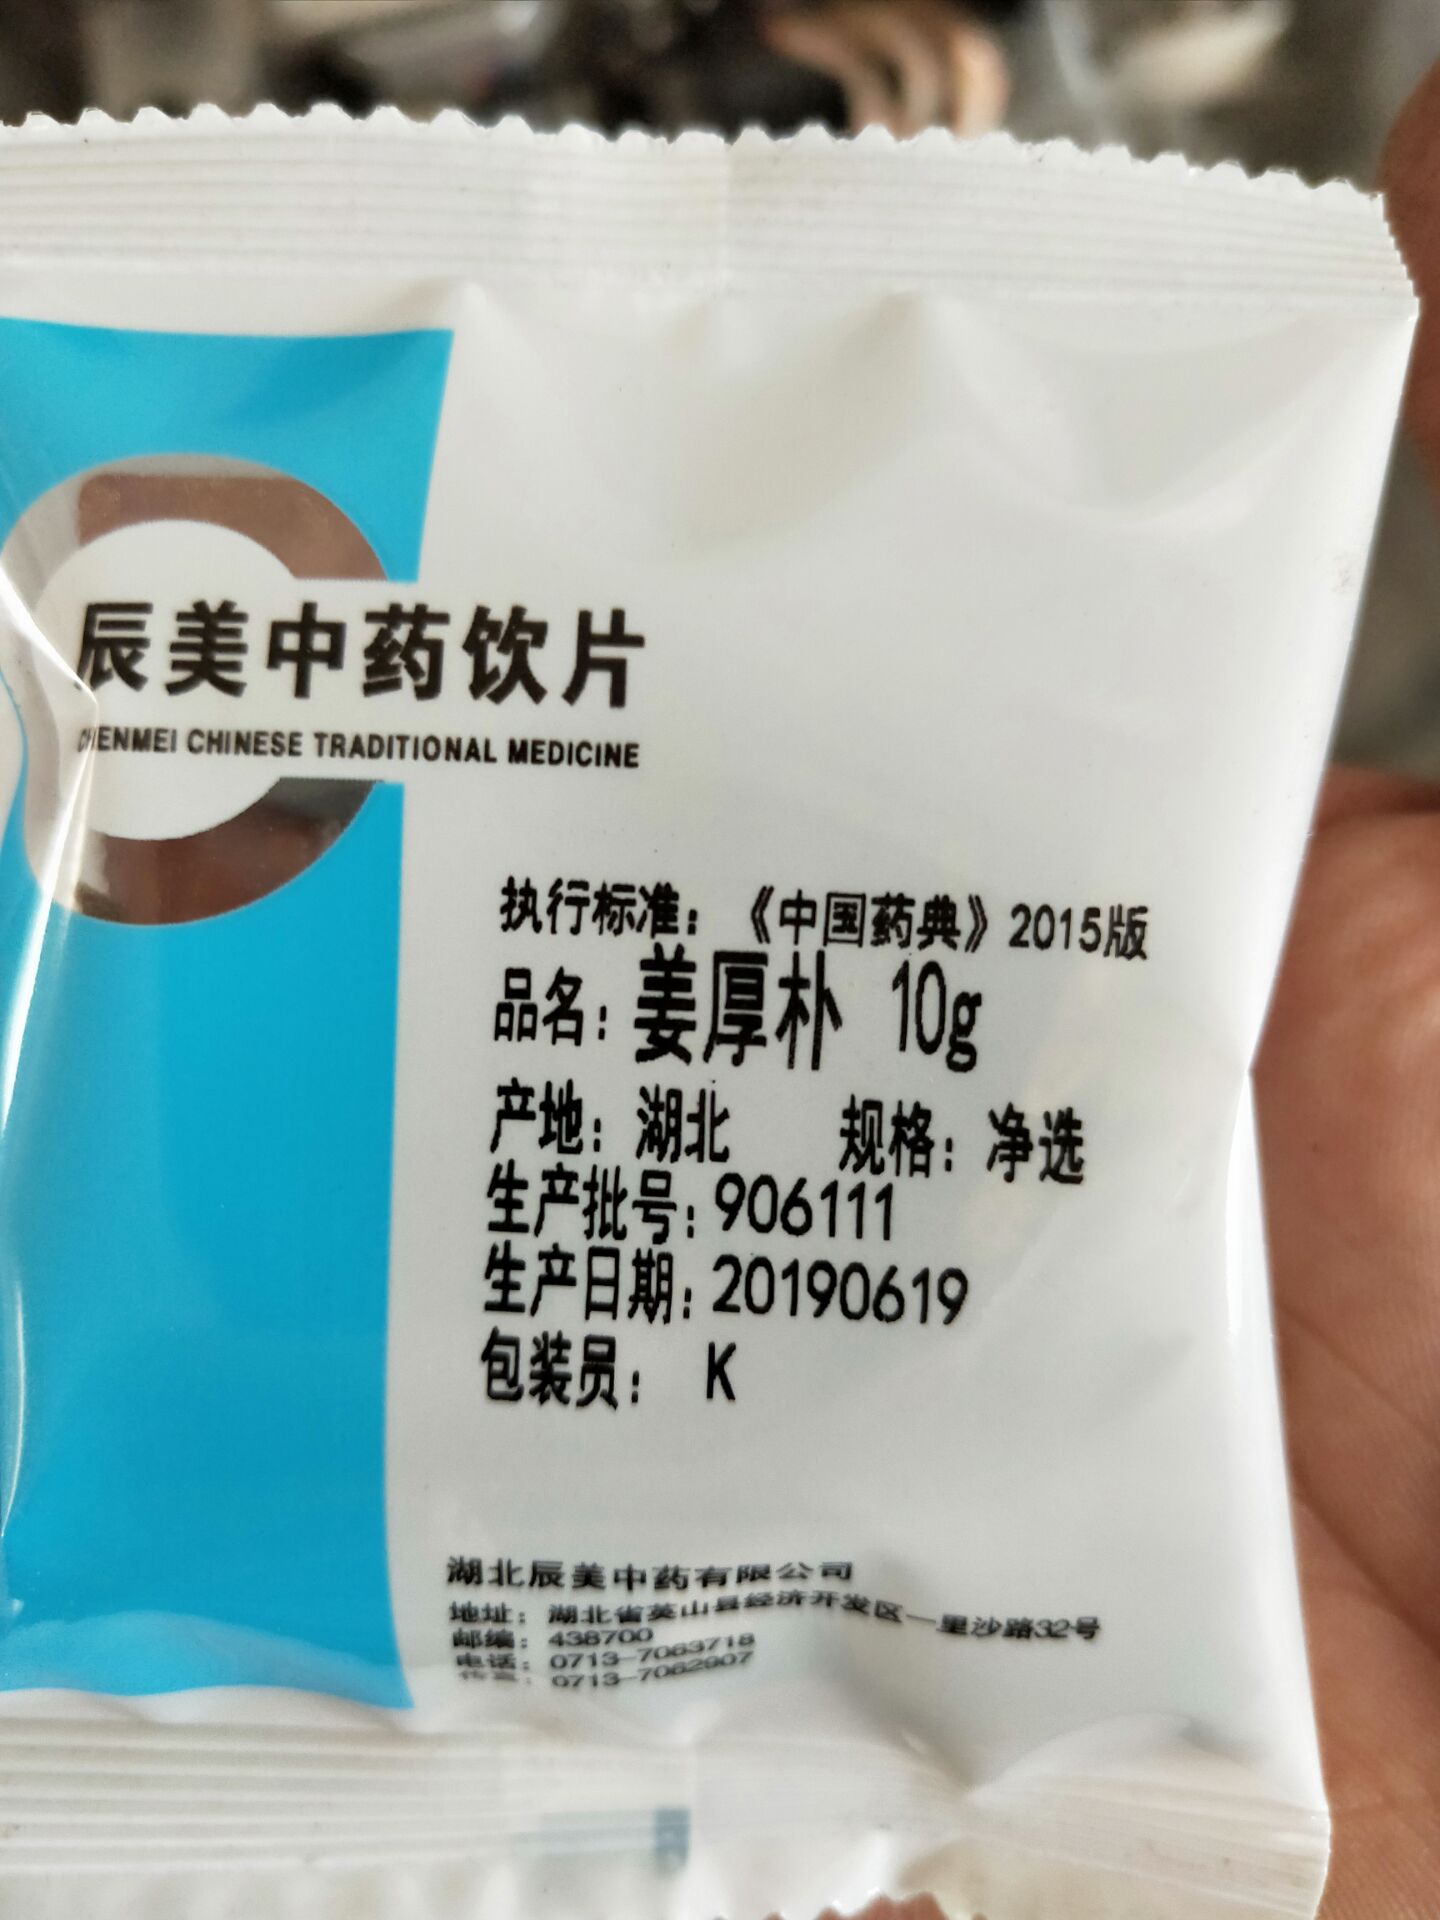 辰美中药饮片
CHENMEI CHINESE TRADITIONAL MEDICINE
执行标准：《中国药典》2015版
品名：姜厚朴 10g
产地：湖北 规格：净选
生产批号：906111
生产日期：20190619
包装员： K
湖北辰美中药有限公司
地址：湖北省英山县经济开发区一里沙路32号
邮编：438700
电话：0713-7063718
传真：0713-7062907